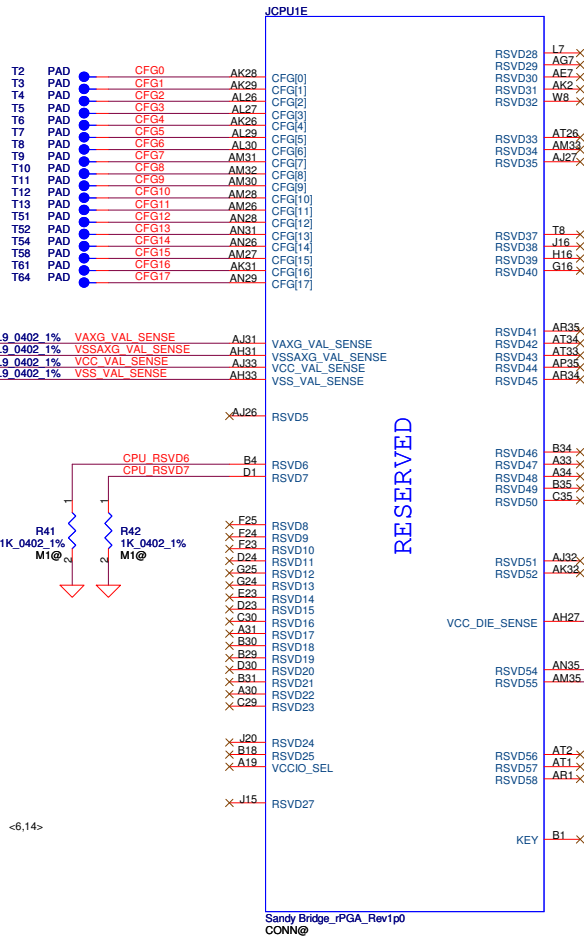 JCPU1E
T2 PAD CFG0 AK28 CFG[0]
T3 PAD CFG1 AK29 CFG[1]
T4 PAD CFG2 AL26 CFG[2]
T5 PAD CFG3 AL27 CFG[3]
T6 PAD CFG4 AK26 CFG[4]
T7 PAD CFG5 AL29 CFG[5]
T8 PAD CFG6 AL30 CFG[6]
T9 PAD CFG7 AM31 CFG[7]
T10 PAD CFG8 AM32 CFG[8]
T11 PAD CFG9 AM30 CFG[9]
T12 PAD CFG10 AM28 CFG[10]
T13 PAD CFG11 AM26 CFG[11]
T51 PAD CFG12 AN28 CFG[12]
T52 PAD CFG13 AN31 CFG[13]
T54 PAD CFG14 AN26 CFG[14]
T58 PAD CFG15 AM27 CFG[15]
T61 PAD CFG16 AK31 CFG[16]
T64 PAD CFG17 AN29 CFG[17]
9_0402_1% VAXG_VAL_SENSE AJ31 VAXG_VAL_SENSE
9_0402_1% VSSAXG_VAL_SENSE AH31 VSSAXG_VAL_SENSE
9_0402_1% VCC_VAL_SENSE AJ33 VCC_VAL_SENSE
9_0402_1% VSS_VAL_SENSE AH33 VSS_VAL_SENSE
AJ26 RSVD5
CPU_RSVD6 B4 RSVD6
CPU_RSVD7 D1 RSVD7
1 1
R41 R42
1K_0402_1% 1K_0402_1%
M1@ M1@
2 2
F25 RSVD8
F24 RSVD9
F23 RSVD10
D24 RSVD11
G25 RSVD12
G24 RSVD13
E23 RSVD14
D23 RSVD15
C30 RSVD16
A31 RSVD17
B30 RSVD18
B29 RSVD19
D30 RSVD20
B31 RSVD21
A30 RSVD22
C29 RSVD23
J20 RSVD24
B18 RSVD25
A19 VCCIO_SEL
J15 RSVD27
<6,14>
RESERVED
RSVD28 L7
RSVD29 AG7
RSVD30 AE7
RSVD31 AK2
RSVD32 W8
RSVD33 AT26
RSVD34 AM33
RSVD35 AJ27
RSVD37 T8
RSVD38 J16
RSVD39 H16
RSVD40 G16
RSVD41 AR35
RSVD42 AT34
RSVD43 AT33
RSVD44 AP35
RSVD45 AR34
RSVD46 B34
RSVD47 A33
RSVD48 A34
RSVD49 B35
RSVD50 C35
RSVD51 AJ32
RSVD52 AK32
VCC_DIE_SENSE AH27
RSVD54 AN35
RSVD55 AM35
RSVD56 AT2
RSVD57 AT1
RSVD58 AR1
KEY B1
Sandy Bridge_rPGA_Rev1p0
CONN@